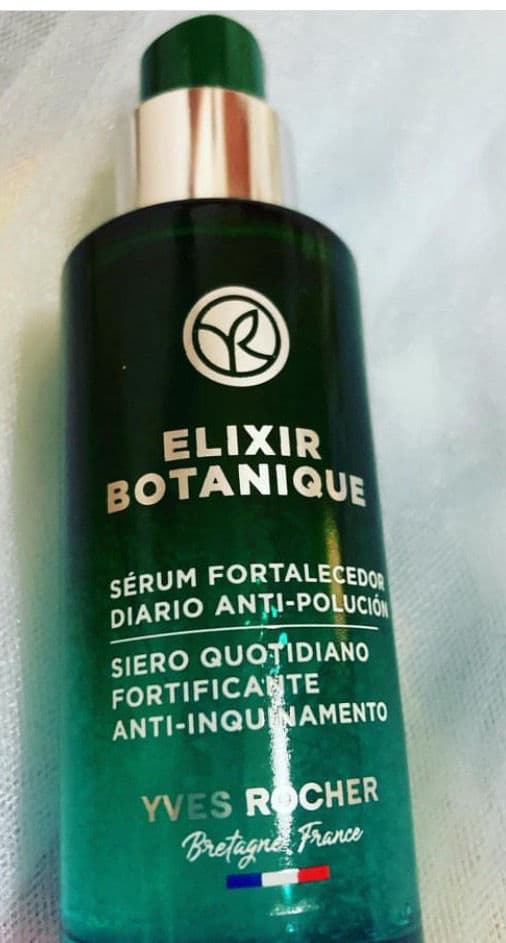 ELIXIR
BOTANIQUE
SÉRUM FORTALECEDOR
DIARIO ANTI-POLUCIÓN
SIERO QUOTIDIANO
FORTIFICANTE
ANTI-INQUINAMENTO
YVES ROCHER
Bretagne, France